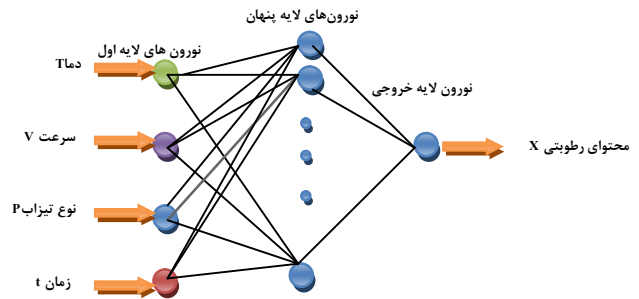 نورون‌های لایه پنهان
نورون های لایه اول
دماT
نورون لایه خروجی
سرعت V
محتوای رطوبتی X
نوع تیزابP
زمان t